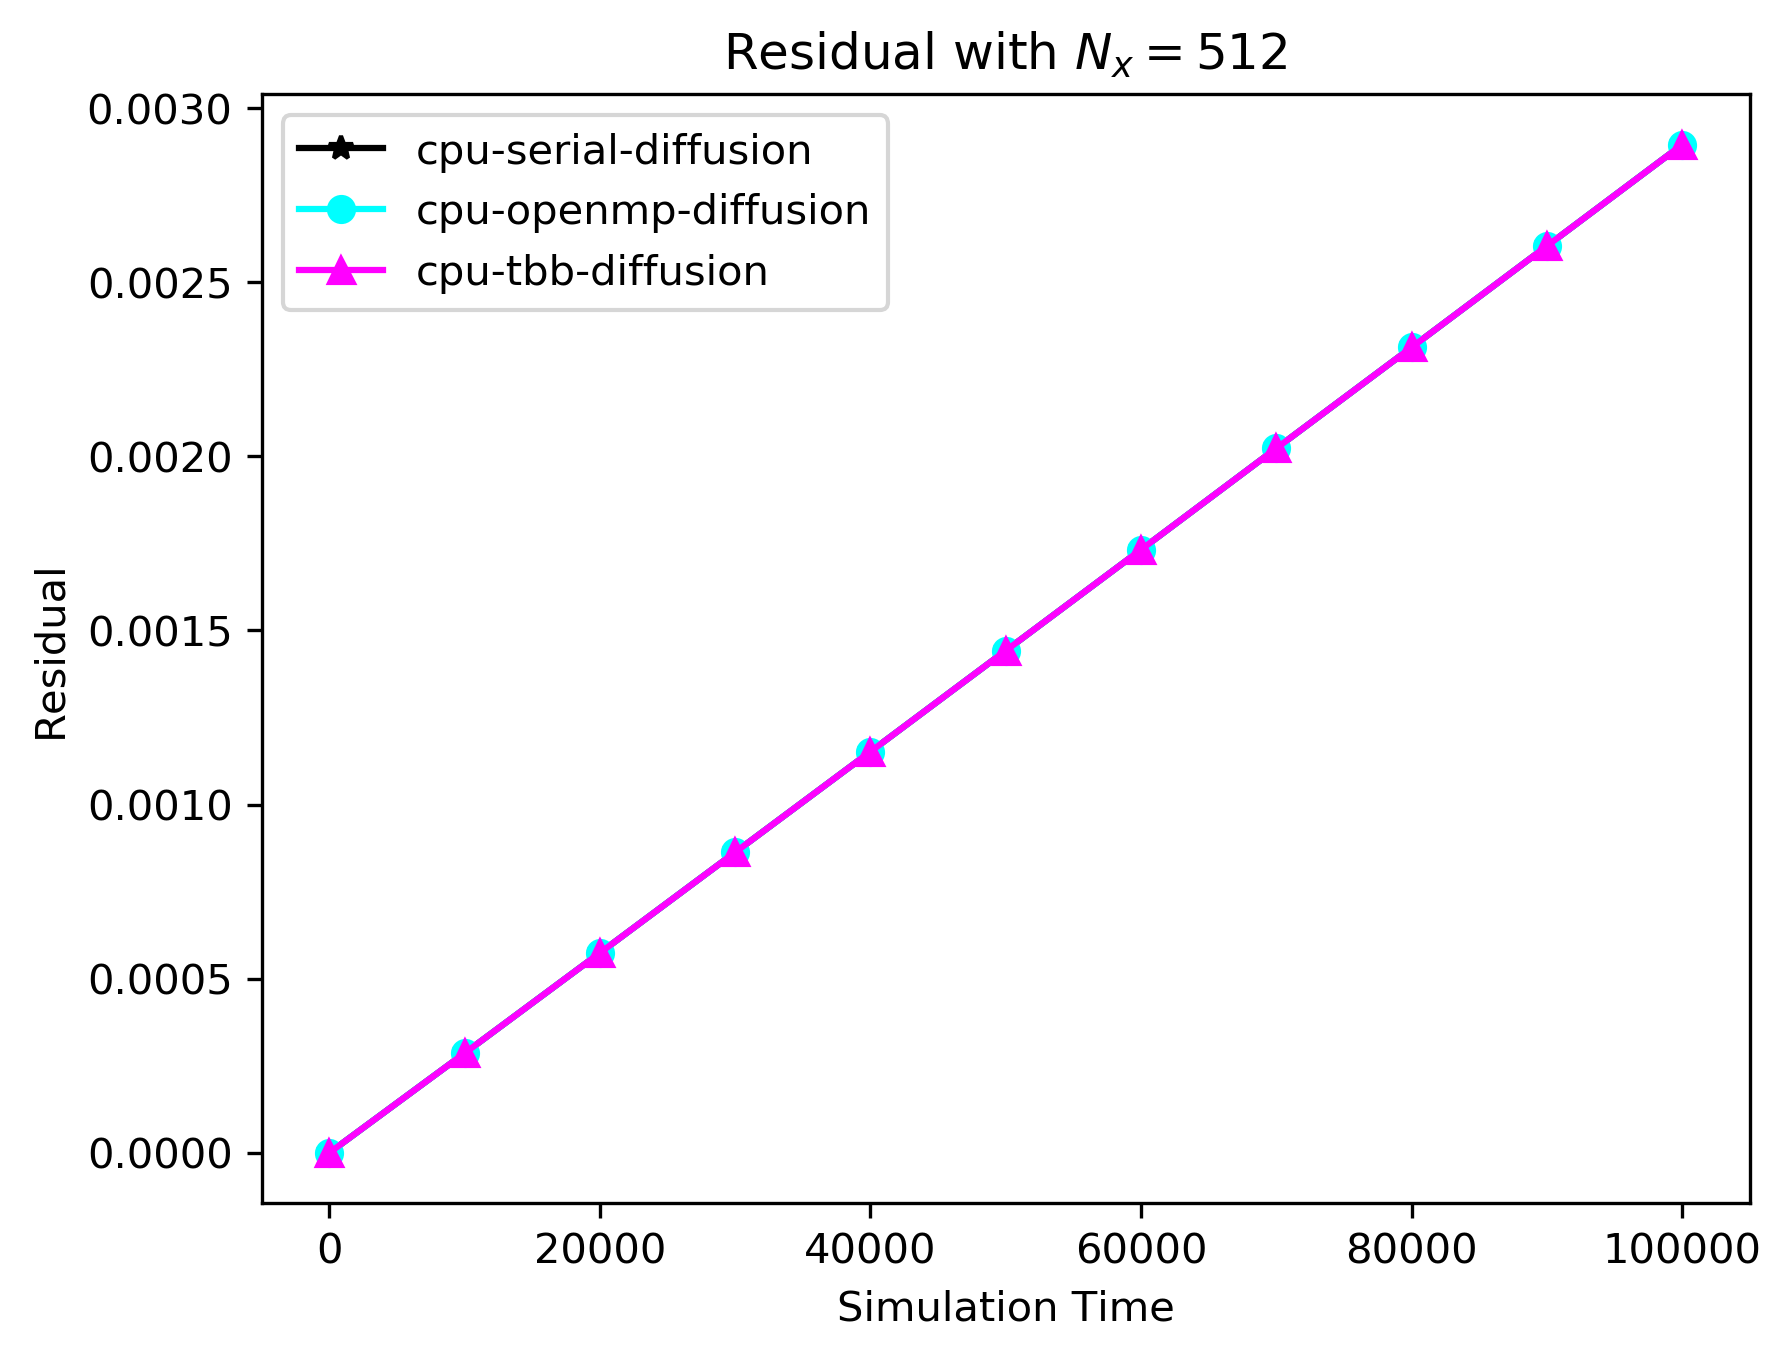 Residual with Nₓ = 512
0.0030
0.0025
0.0020
0.0015
0.0010
0.0005
0.0000
Residual
cpu-serial-diffusion
cpu-openmp-diffusion
cpu-tbb-diffusion
0 20000 40000 60000 80000 100000
Simulation Time